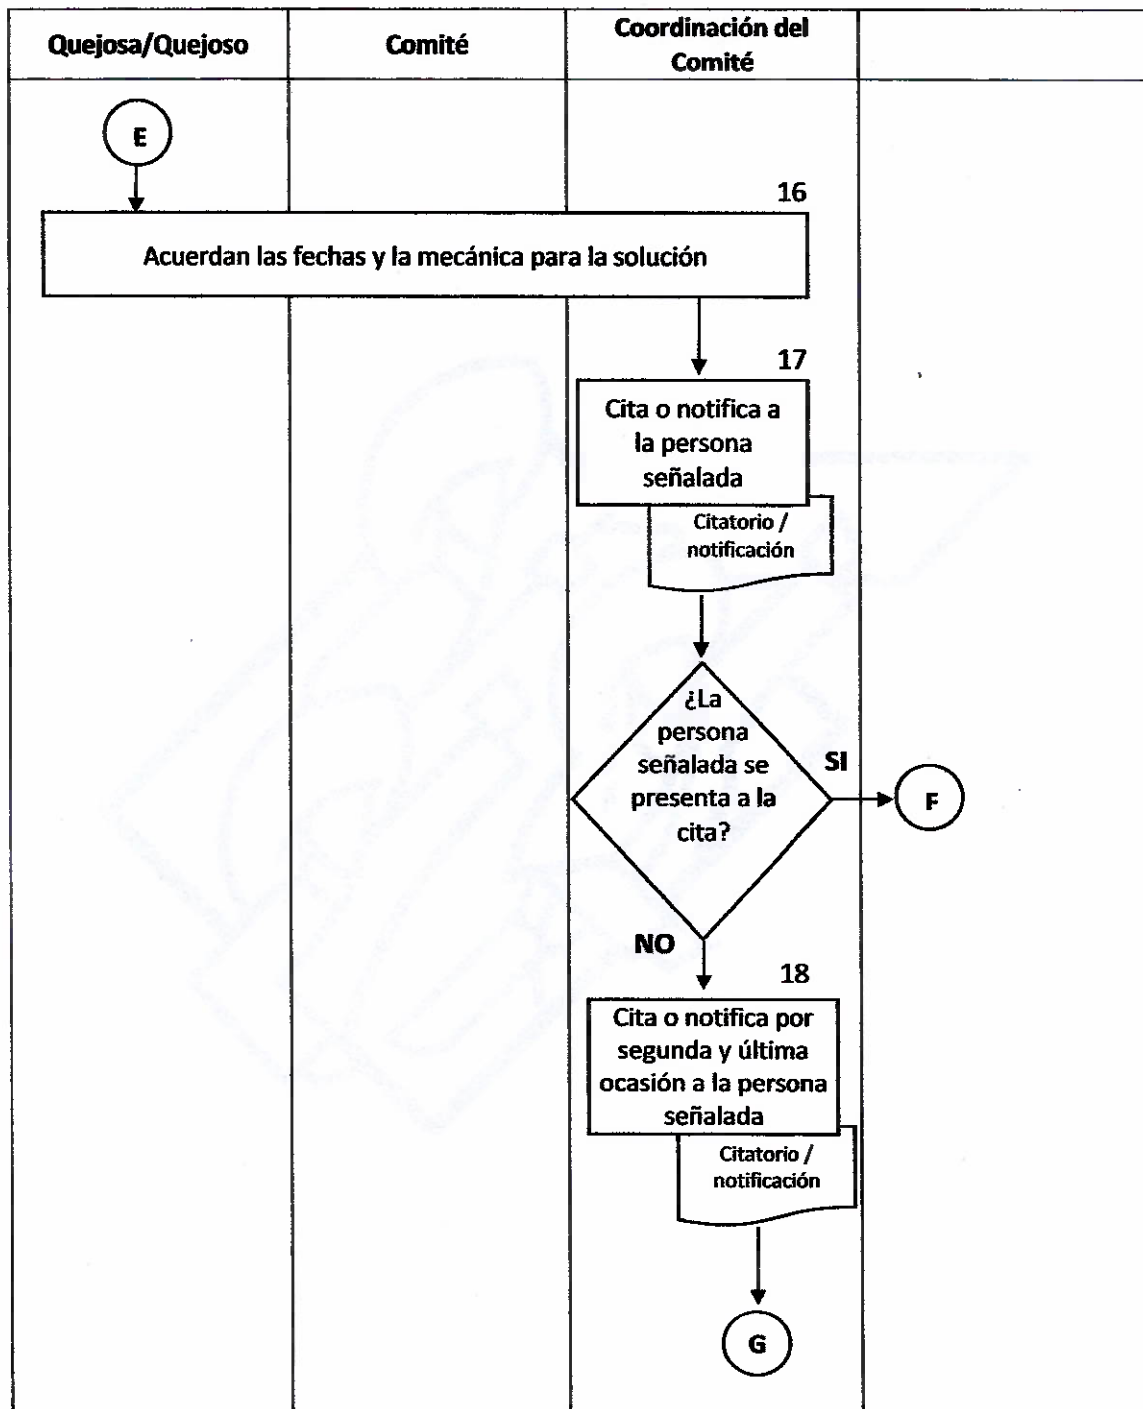 Quejosa/Quejoso
Comité
Coordinación del
Comité
E
16
Acuerdan las fechas y la mecánica para la solución
17
Cita o notifica a
la persona
señalada
Citatorio /
notificación
¿La
persona
señalada se
presenta a la
cita?
SI
F
NO
18
Cita o notifica por
segunda y última
ocasión a la persona
señalada
Citatorio /
notificación
G